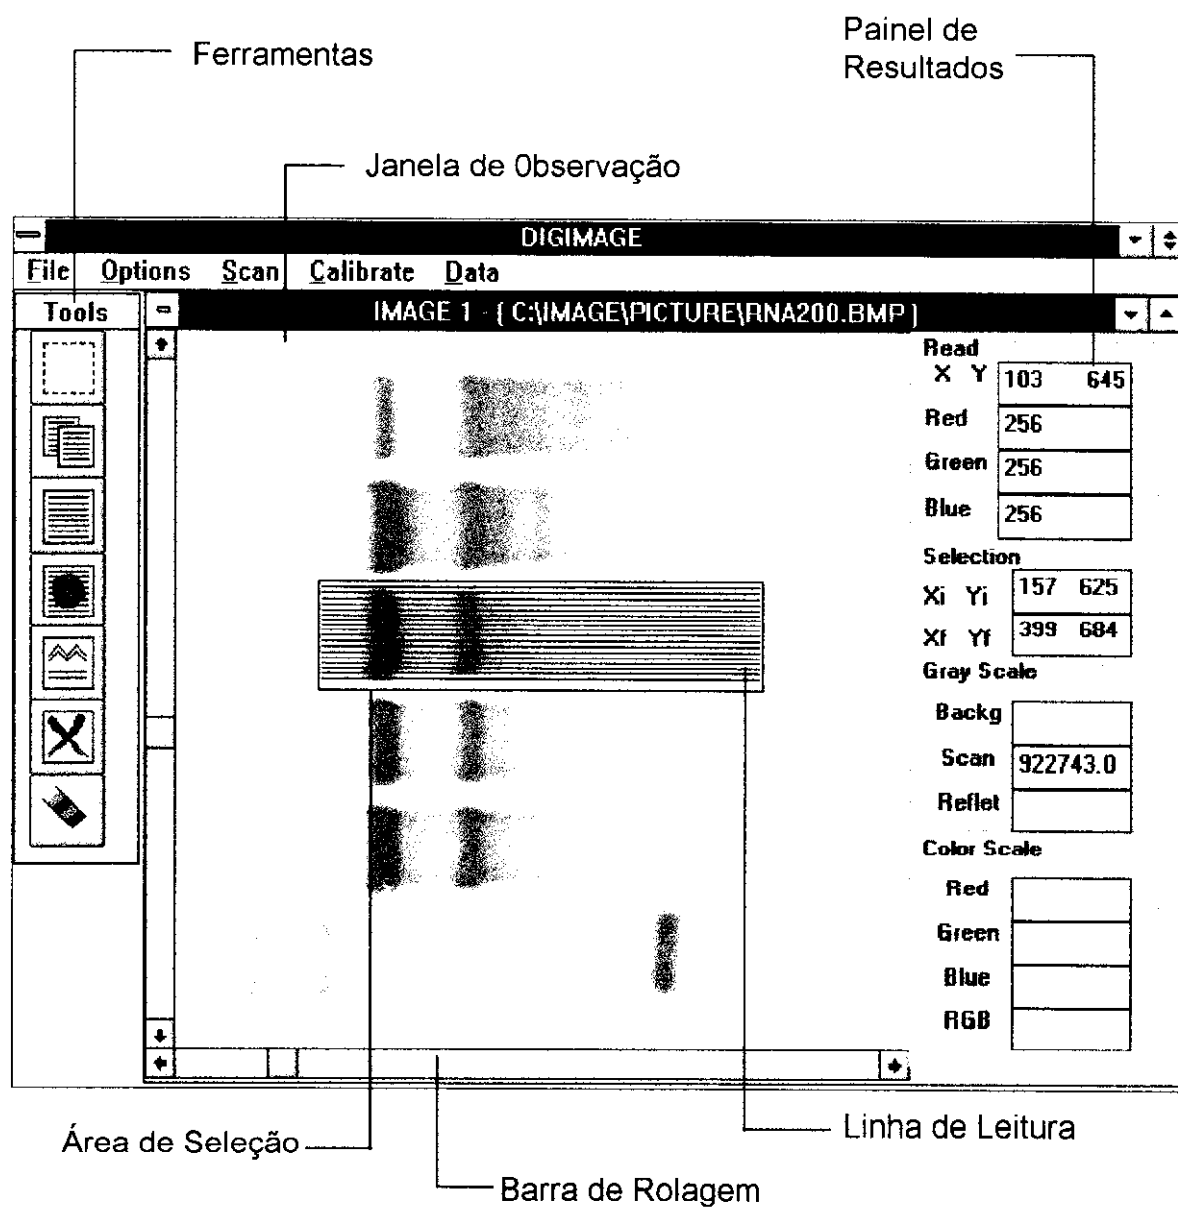 Painel de
Resultados
Ferramentas
Janela de Observação
DIGIMAGE
File Options Scan Calibrate Data
Tools
IMAGE 1 - ( C:\IMAGE\PICTURE\RNA200.BMP )
Read
X Y 103 645
Red 256
Green 256
Blue 256
Selection
Xi Yi 157 625
Xf Yf 399 684
Gray Scale
Backg
Scan 922743.0
Reflet
Color Scale
Red
Green
Blue
RGB
Área de Seleção
Linha de Leitura
Barra de Rolagem